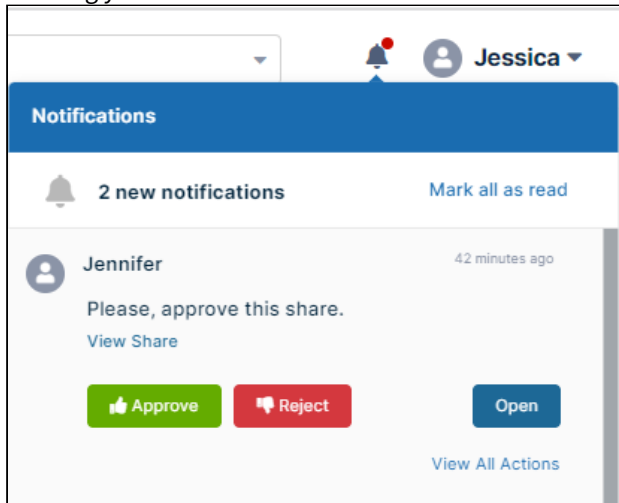 Jessica
Notifications
2 new notifications Mark all as read
Jennifer 42 minutes ago
Please, approve this share.
View Share
Approve Reject Open
View All Actions